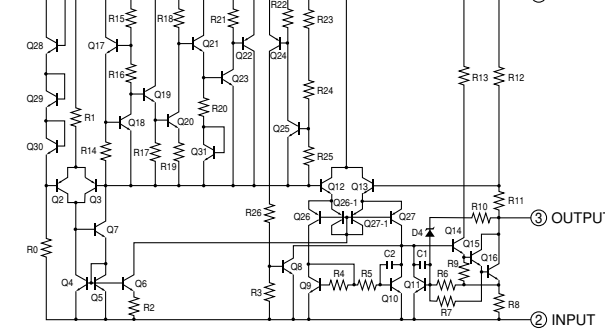 R22
R15
R18
R21
R23
Q28
Q17
Q21
Q22
Q24
R16
Q23
Q29
Q19
R24
R13
R12
R1
Q18
Q20
R20
Q25
Q30
R14
R17
R19
Q31
R25
Q2
Q3
Q12
Q13
Q26-1
R11
Q26
Q27-1
Q27
R26
R10
3 OUTPUT
D4
Q14
Q7
Q15
R0
C2
C1
R9
Q16
Q8
Q4
Q5
Q6
R4
R5
R6
R3
Q9
Q10
Q11
R2
R7
R8
2 INPUT